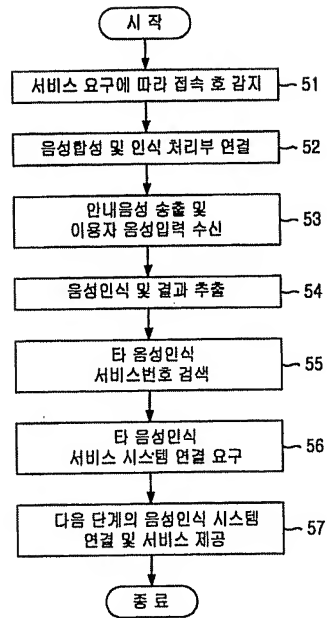 시 작
서비스 요구에 따라 접속 호 감지
51
음성합성 및 인식 처리부 연결
52
안내음성 송출 및
이용자 음성입력 수신
53
음성인식 및 결과 추출
54
타 음성인식
서비스번호 검색
55
타 음성인식
서비스 시스템 연결 요구
56
다음 단계의 음성인식 시스템
연결 및 서비스 제공
57
종 료